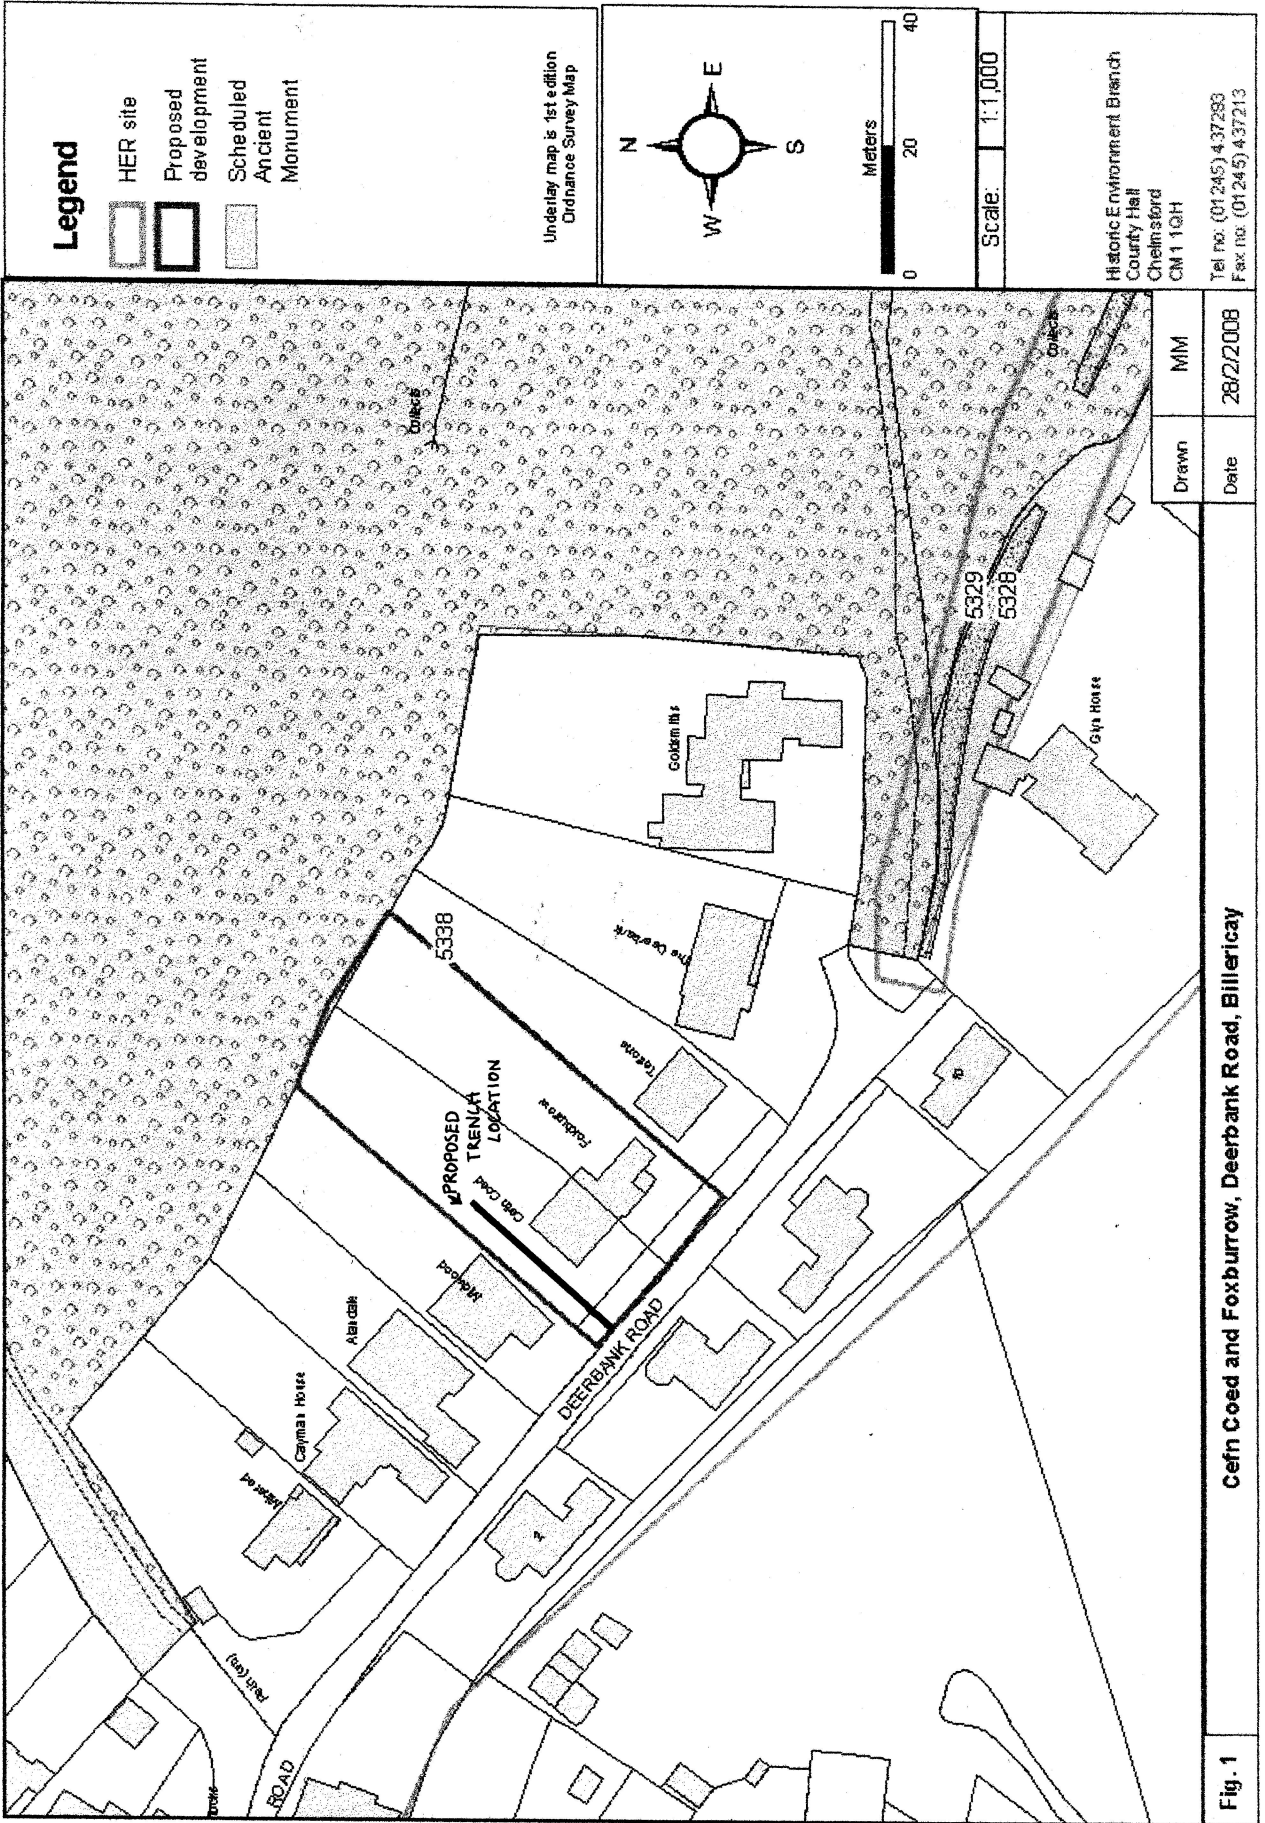 Legend
HER site
Proposed
development
Scheduled
Ancient
Monument
Underlay map is 1st edition
Ordnance Survey Map
N
W
E
S
Meters
0
20
40
Scale:
1:1,000
Historic Environment Branch
County Hall
Chelmsford
CM1 1QH
Tel no: (01245) 437293
Fax no: (01245) 437213
Collects
Collects
5338
5329
5328
PROPOSED
TRENCH
LOCATION
Goldsmiths
The Deerbank
Foxburrow
Cefn Coed
Alandale
Cayman House
Glyn House
10
Path (um)
DEERBANK ROAD
ROAD
Fig. 1
Cefn Coed and Foxburrow, Deerbank Road, Billericay
Drawn
MM
Date
28/2/2008